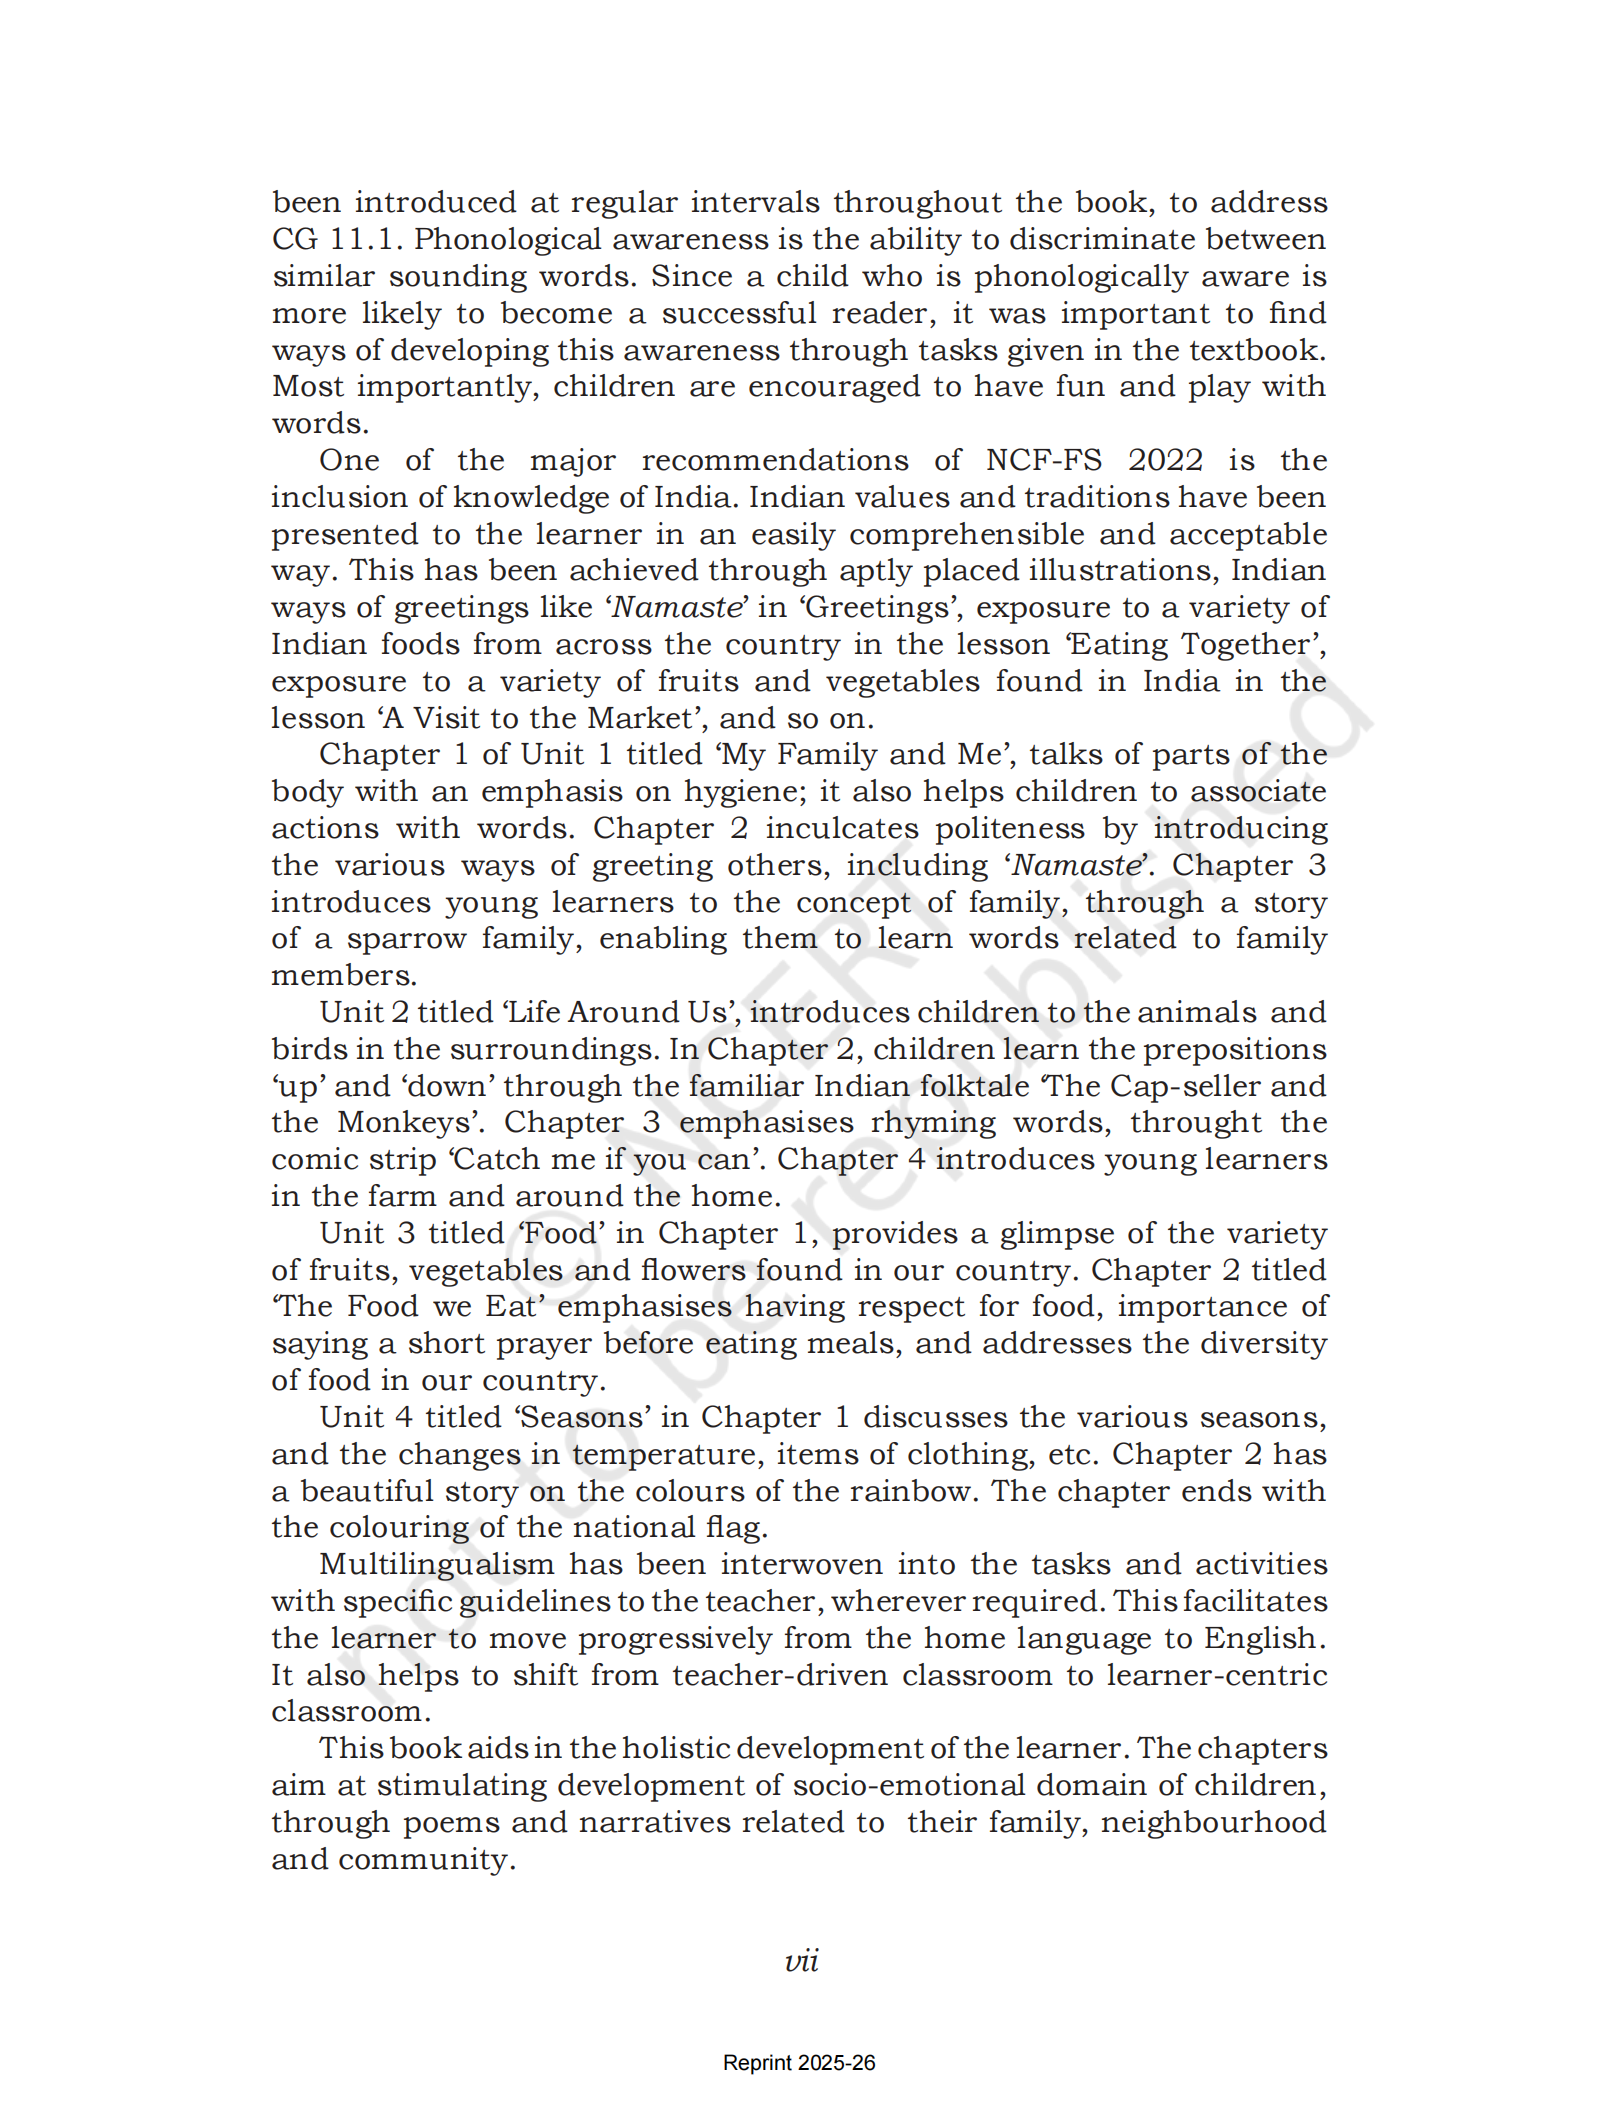 been introduced at regular intervals throughout the book, to address
CG 11.1. Phonological awareness is the ability to discriminate between
similar sounding words. Since a child who is phonologically aware is
more likely to become a successful reader, it was important to find
ways of developing this awareness through tasks given in the textbook.
Most importantly, children are encouraged to have fun and play with
words.
One of the major recommendations of NCF-FS 2022 is the
inclusion of knowledge of India. Indian values and traditions have been
presented to the learner in an easily comprehensible and acceptable
way. This has been achieved through aptly placed illustrations, Indian
ways of greetings like ‘Namaste’ in ‘Greetings’, exposure to a variety of
Indian foods from across the country in the lesson ‘Eating Together’,
exposure to a variety of fruits and vegetables found in India in the
lesson ‘A Visit to the Market’, and so on.
Chapter 1 of Unit 1 titled ‘My Family and Me’, talks of parts of the
body with an emphasis on hygiene; it also helps children to associate
actions with words. Chapter 2 inculcates politeness by introducing
the various ways of greeting others, including ‘Namaste’. Chapter 3
introduces young learners to the concept of family, through a story
of a sparrow family, enabling them to learn words related to family
members.
Unit 2 titled ‘Life Around Us’, introduces children to the animals and
birds in the surroundings. In Chapter 2, children learn the prepositions
‘up’ and ‘down’ through the familiar Indian folktale ‘The Cap-seller and
the Monkeys’. Chapter 3 emphasises rhyming words, throught the
comic strip ‘Catch me if you can’. Chapter 4 introduces young learners
in the farm and around the home.
Unit 3 titled ‘Food’ in Chapter 1, provides a glimpse of the variety
of fruits, vegetables and flowers found in our country. Chapter 2 titled
‘The Food we Eat’ emphasises having respect for food, importance of
saying a short prayer before eating meals, and addresses the diversity
of food in our country.
Unit 4 titled ‘Seasons’ in Chapter 1 discusses the various seasons,
and the changes in temperature, items of clothing, etc. Chapter 2 has
a beautiful story on the colours of the rainbow. The chapter ends with
the colouring of the national flag.
Multilingualism has been interwoven into the tasks and activities
with specific guidelines to the teacher, wherever required. This facilitates
the learner to move progressively from the home language to English.
It also helps to shift from teacher-driven classroom to learner-centric
classroom.
This book aids in the holistic development of the learner. The chapters
aim at stimulating development of socio-emotional domain of children,
through poems and narratives related to their family, neighbourhood
and community.
© NCERT
not to be republished
vii
Reprint 2025-26